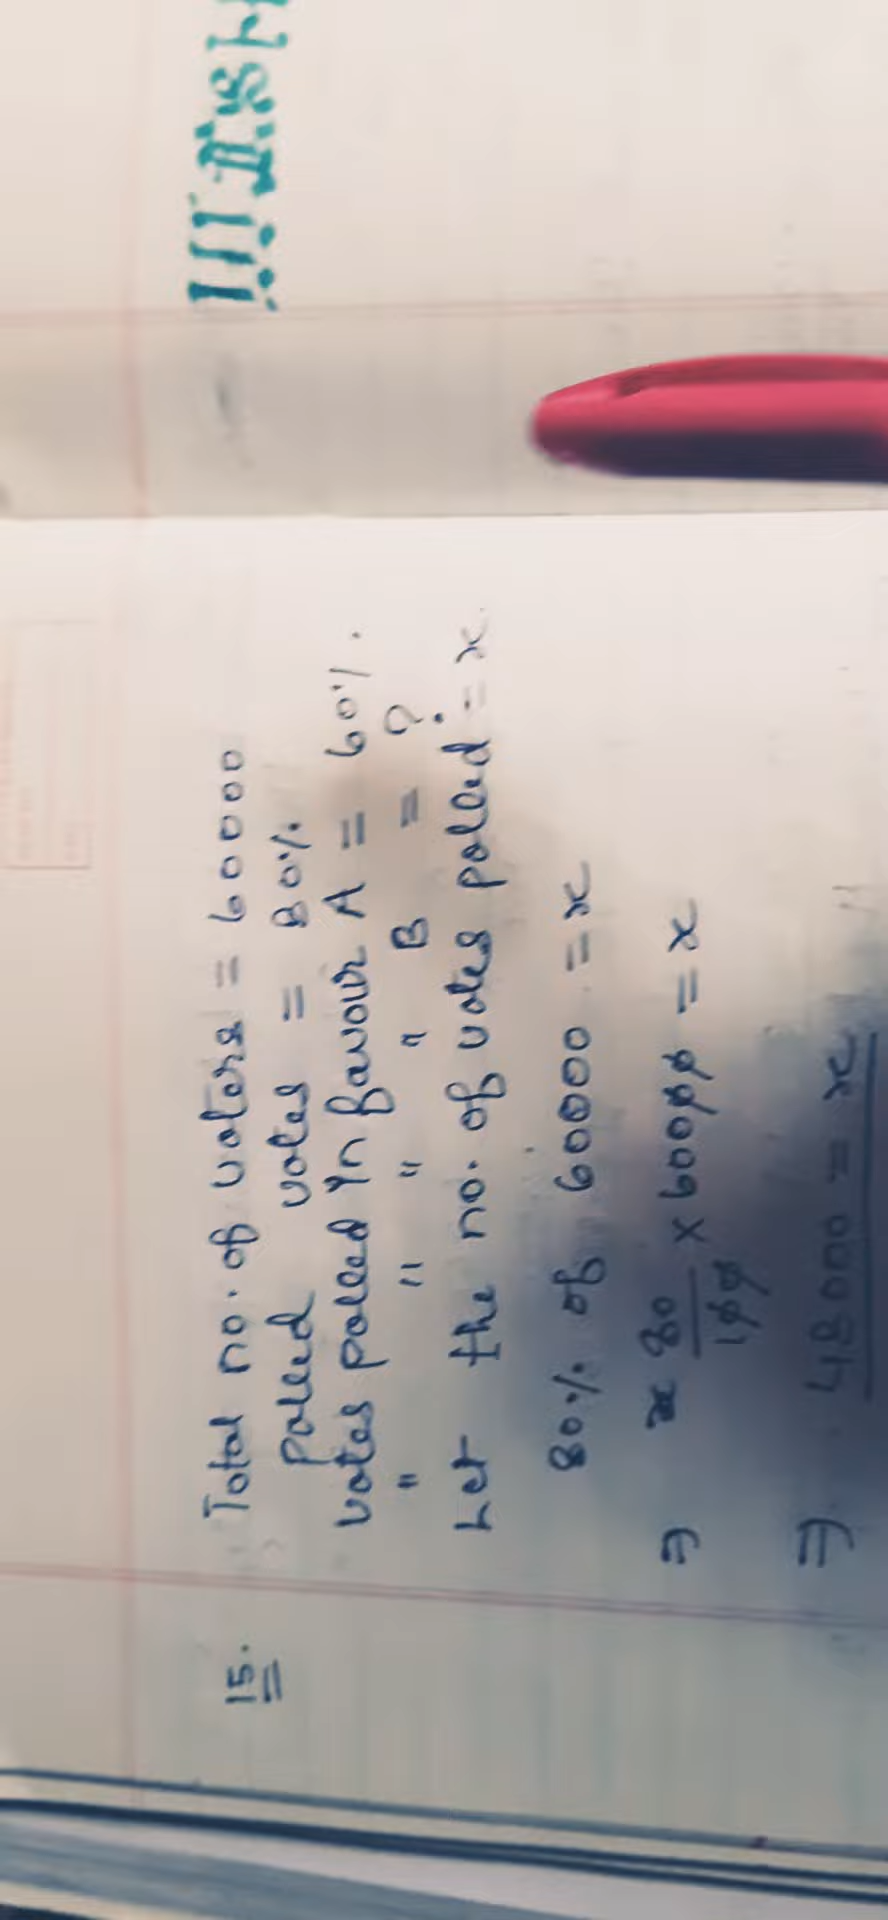 15. Total no. of voters = 60000
Polled votes = 80%
votes polled in favour A = 60%.
" " " " B = ?
Let the no. of votes polled = x.
80% of 60000 = x
⇒ 80/100 × 60000 = x
⇒ 48000 = x